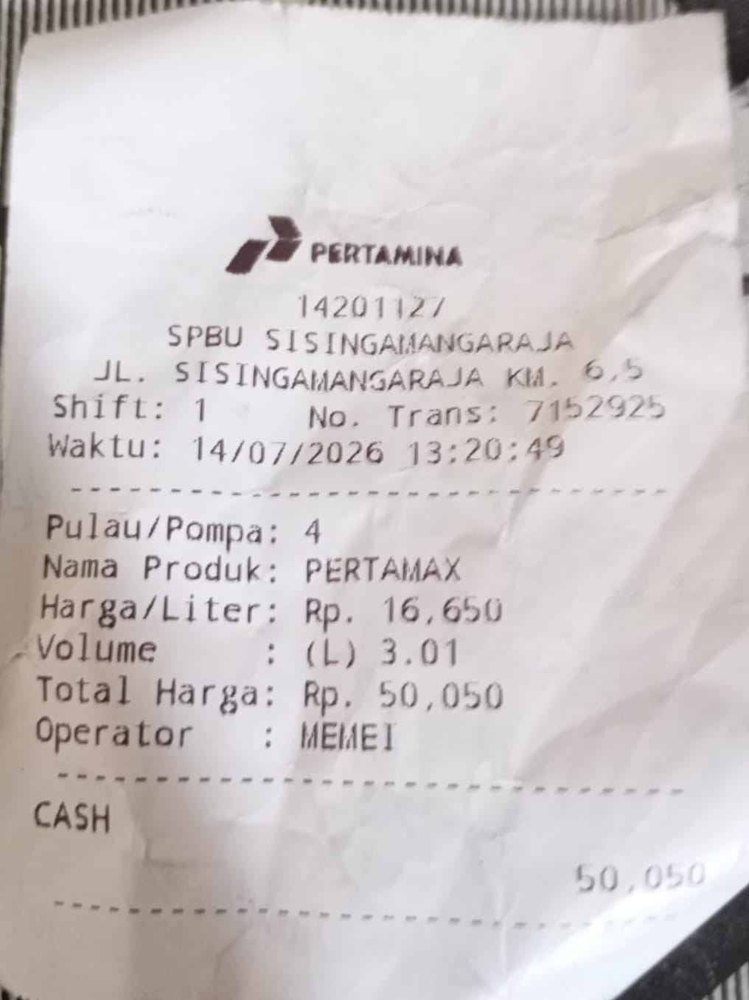 PERTAMINA
14201127
SPBU SISINGAMANGARAJA
JL. SISINGAMANGARAJA KM. 6,5
Shift: 1 No. Trans: 7152925
Waktu: 14/07/2026 13:20:49
Pulau/Pompa: 4
Nama Produk: PERTAMAX
Harga/Liter: Rp. 16,650
Volume : (L) 3.01
Total Harga: Rp. 50,050
Operator : MEMEI
CASH
50,050